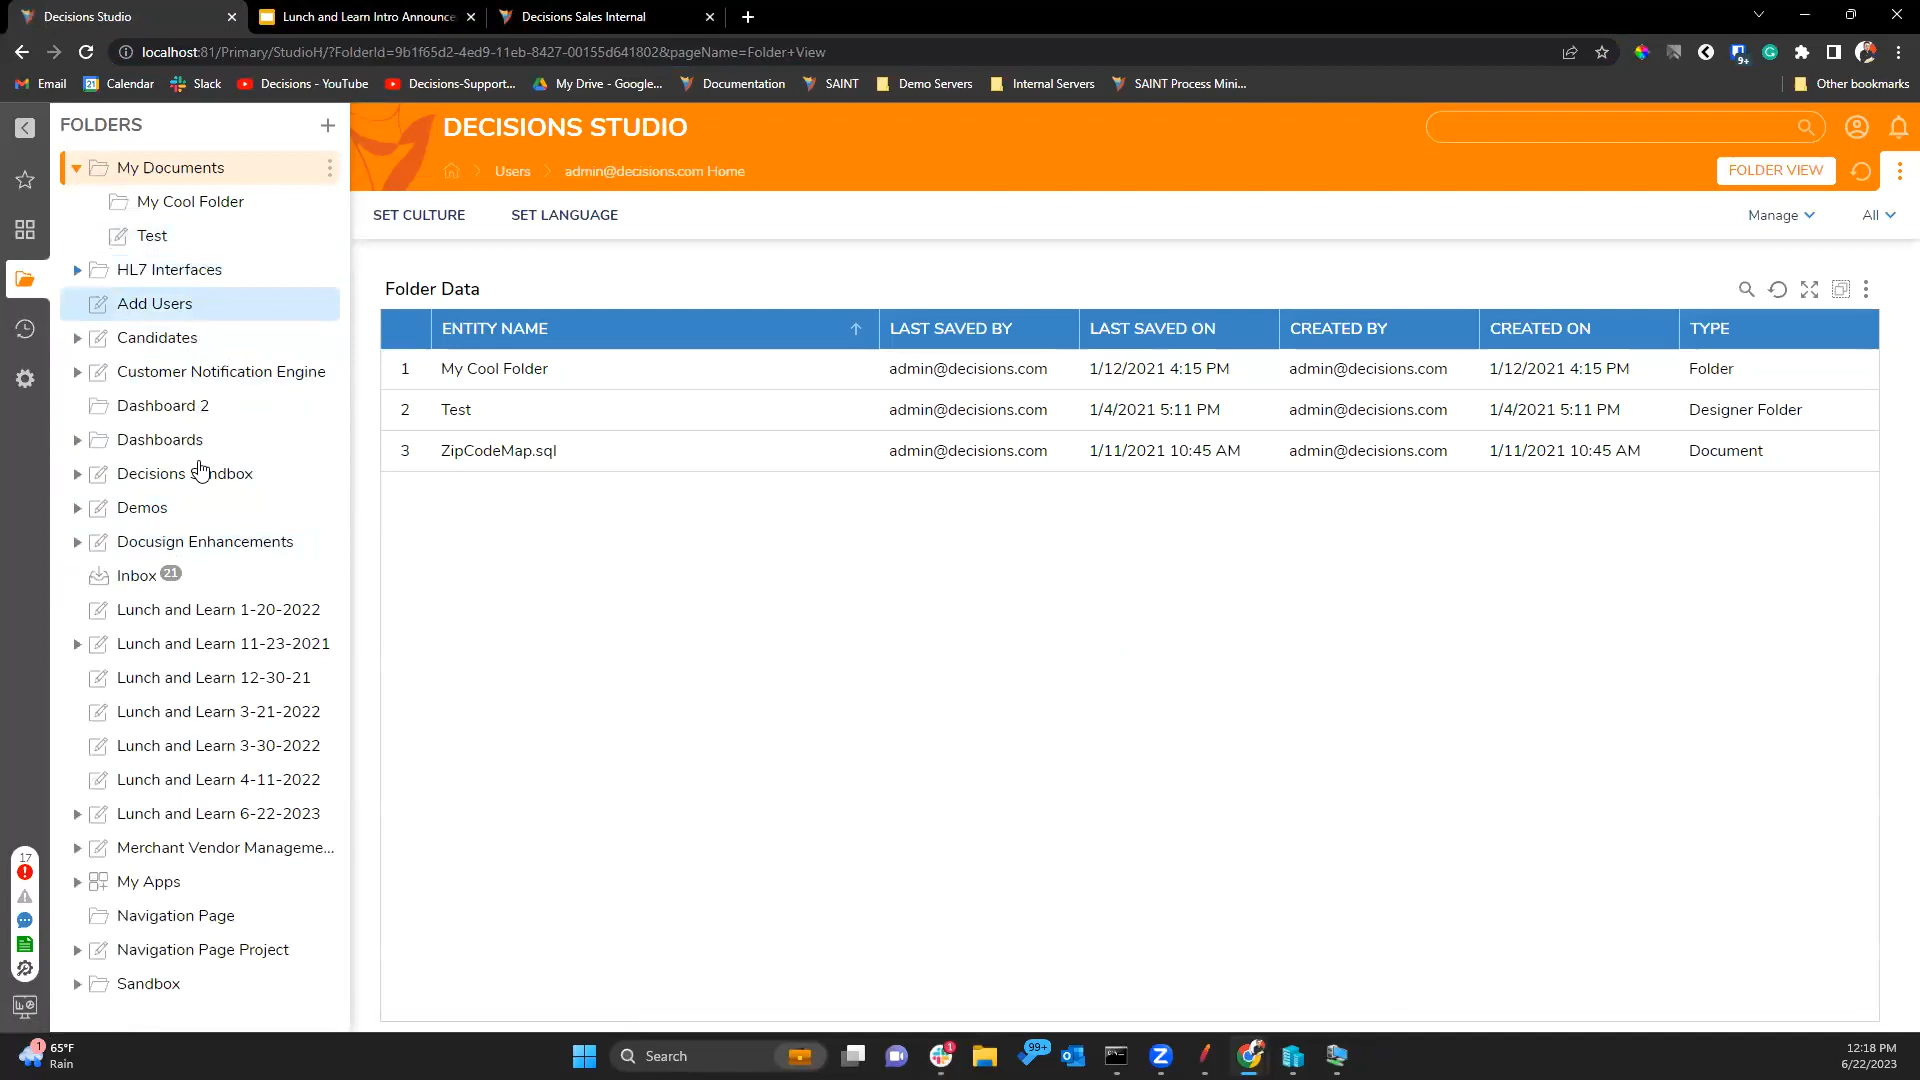 Decisions Studio
Lunch and Learn Intro Announce
Decisions Sales Internal
localhost:81/Primary/StudioH/?FolderId=9b1f65d2-4ed9-11eb-8427-00155d641802&pageName=Folder+View
9+
Email
31 Calendar
Slack
Decisions - YouTube
Decisions-Support...
My Drive - Google...
Documentation
SAINT
Demo Servers
Internal Servers
SAINT Process Mini...
Other bookmarks
FOLDERS
My Documents
My Cool Folder
Test
HL7 Interfaces
Add Users
Candidates
Customer Notification Engine
Dashboard 2
Dashboards
Decisions Sandbox
Demos
Docusign Enhancements
Inbox 21
Lunch and Learn 1-20-2022
Lunch and Learn 11-23-2021
Lunch and Learn 12-30-21
Lunch and Learn 3-21-2022
Lunch and Learn 3-30-2022
Lunch and Learn 4-11-2022
Lunch and Learn 6-22-2023
Merchant Vendor Manageme...
My Apps
Navigation Page
Navigation Page Project
Sandbox
17
DECISIONS STUDIO
Users
admin@decisions.com Home
FOLDER VIEW
SET CULTURE
SET LANGUAGE
Manage
All
Folder Data
ENTITY NAME LAST SAVED BY LAST SAVED ON CREATED BY CREATED ON TYPE
1 My Cool Folder admin@decisions.com 1/12/2021 4:15 PM admin@decisions.com 1/12/2021 4:15 PM Folder
2 Test admin@decisions.com 1/4/2021 5:11 PM admin@decisions.com 1/4/2021 5:11 PM Designer Folder
3 ZipCodeMap.sql admin@decisions.com 1/11/2021 10:45 AM admin@decisions.com 1/11/2021 10:45 AM Document
1
65°F
Rain
Search
1
99+
12:18 PM
6/22/2023